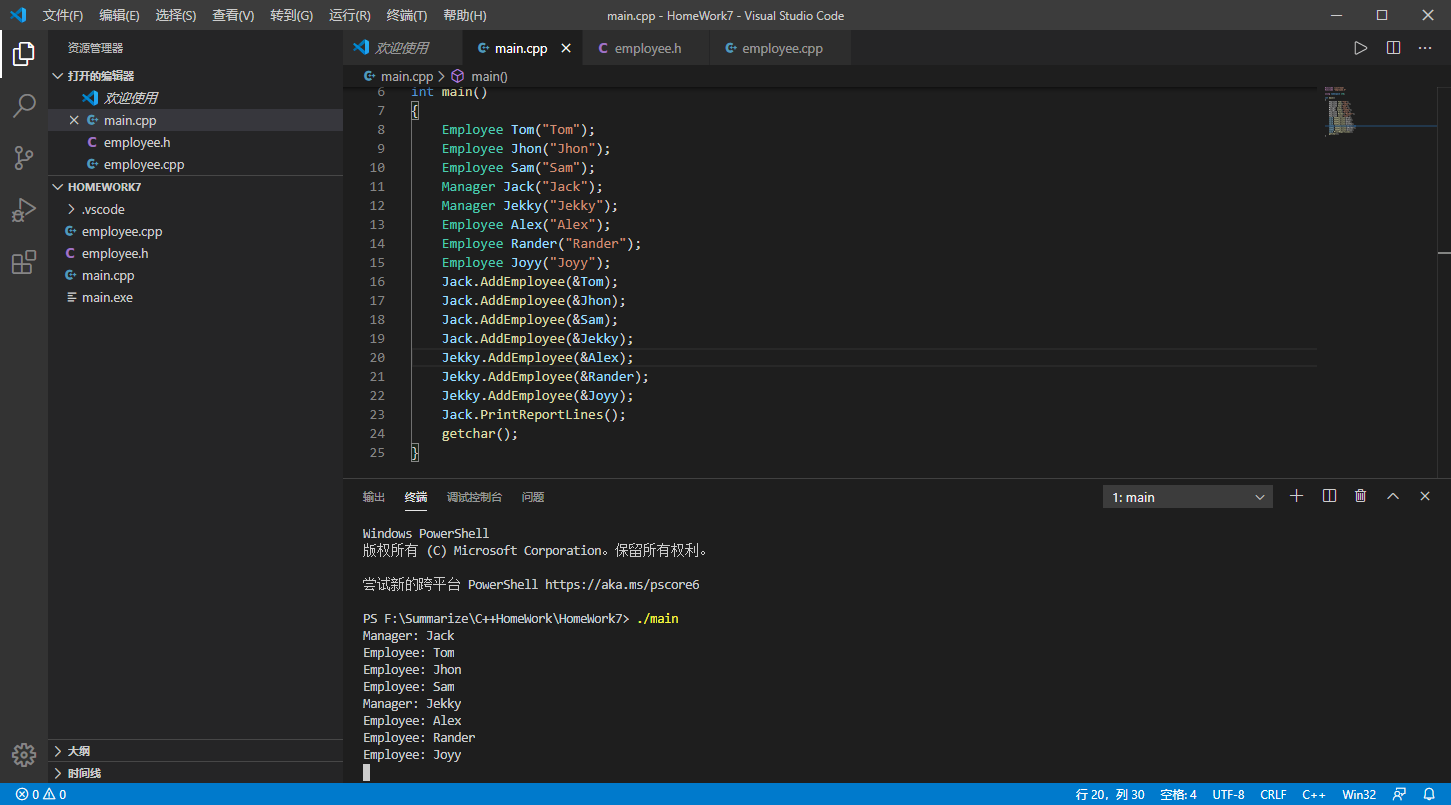 文件(F) 编辑(E) 选择(S) 查看(V) 转到(G) 运行(R) 终端(T) 帮助(H) main.cpp - HomeWork7 - Visual Studio Code
资源管理器
打开的编辑器
欢迎使用
main.cpp
employee.h
employee.cpp
HOMEWORK7
.vscode
employee.cpp
employee.h
main.cpp
main.exe
大纲
时间线
欢迎使用 main.cpp employee.h employee.cpp
main.cpp > main()
6 int main()
7 {
8 Employee Tom("Tom");
9 Employee Jhon("Jhon");
10 Employee Sam("Sam");
11 Manager Jack("Jack");
12 Manager Jekky("Jekky");
13 Employee Alex("Alex");
14 Employee Rander("Rander");
15 Employee Joyy("Joyy");
16 Jack.AddEmployee(&Tom);
17 Jack.AddEmployee(&Jhon);
18 Jack.AddEmployee(&Sam);
19 Jack.AddEmployee(&Jekky);
20 Jekky.AddEmployee(&Alex);
21 Jekky.AddEmployee(&Rander);
22 Jekky.AddEmployee(&Joyy);
23 Jack.PrintReportLines();
24 getchar();
25 }
输出 终端 调试控制台 问题 1: main
Windows PowerShell
版权所有 (C) Microsoft Corporation。保留所有权利。
尝试新的跨平台 PowerShell https://aka.ms/pscore6
PS F:\Summarize\C++HomeWork\HomeWork7> ./main
Manager: Jack
Employee: Tom
Employee: Jhon
Employee: Sam
Manager: Jekky
Employee: Alex
Employee: Rander
Employee: Joyy
0 0 行 20，列 30 空格: 4 UTF-8 CRLF C++ Win32